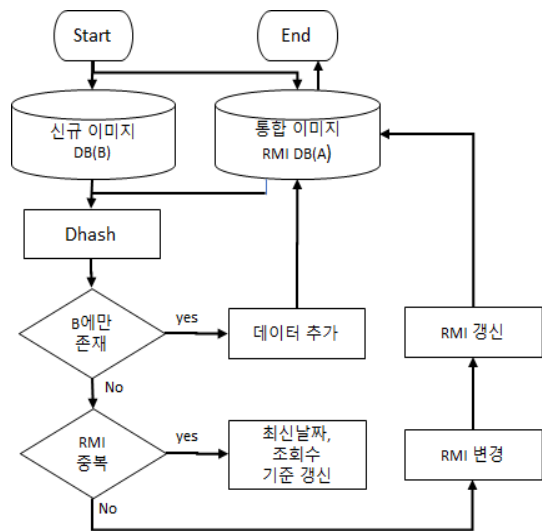 Start
End
신규 이미지
DB(B)
통합 이미지
RMI DB(A)
Dhash
B에만
존재
yes
데이터 추가
RMI 갱신
No
RMI
중복
yes
최신날짜,
조회수
기준 갱신
RMI 변경
No